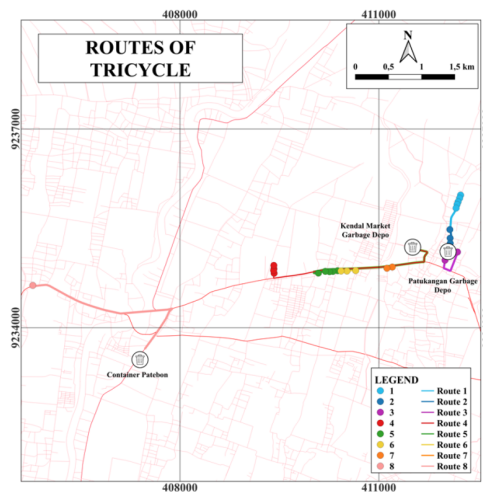 408000
411000
ROUTES OF
TRICYCLE
N
0 0,5 1 1,5 km
9237000
Kendal Market
Garbage Depo
Patukangan Garbage
Depo
9234000
Container Patebon
LEGEND
1 Route 1
2 Route 2
3 Route 3
4 Route 4
5 Route 5
6 Route 6
7 Route 7
8 Route 8
408000
411000